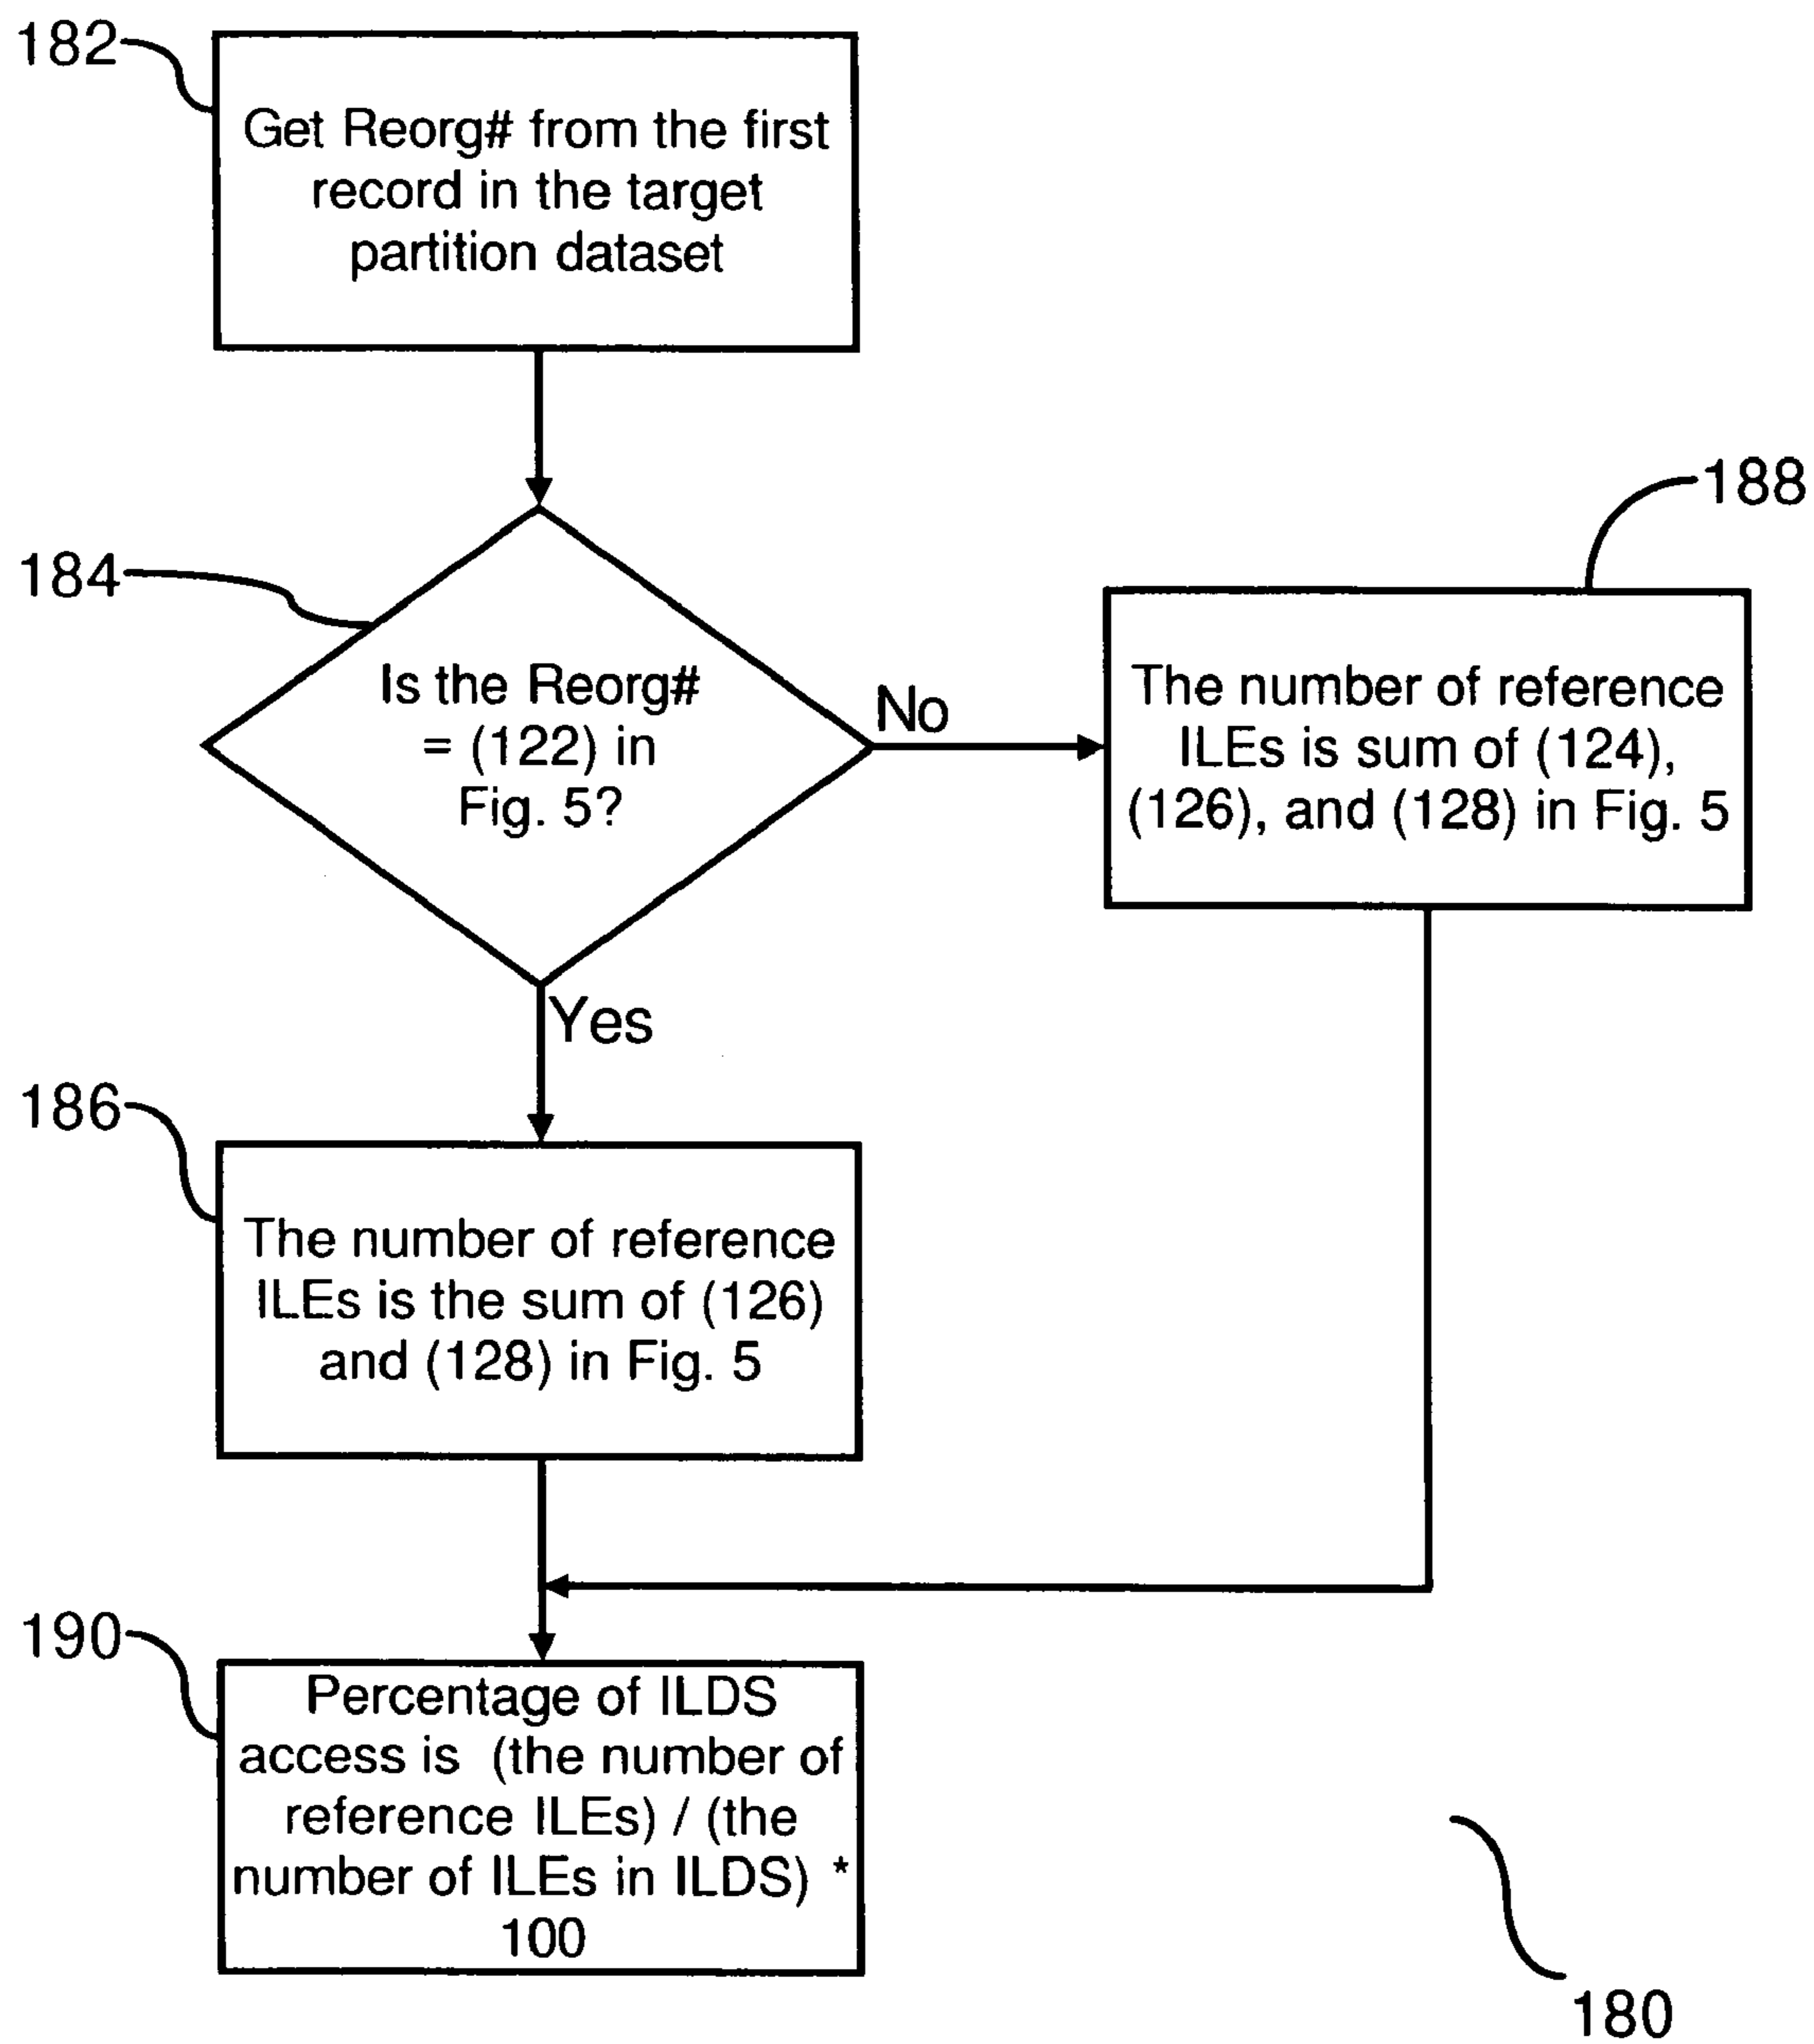 182
Get Reorg# from the first
record in the target
partition dataset
184
Is the Reorg#
= (122) in
Fig. 5?
No
188
The number of reference
ILEs is sum of (124),
(126), and (128) in Fig. 5
Yes
186
The number of reference
ILEs is the sum of (126)
and (128) in Fig. 5
190
Percentage of ILDS
access is (the number of
reference ILEs) / (the
number of ILEs in ILDS) *
100
180